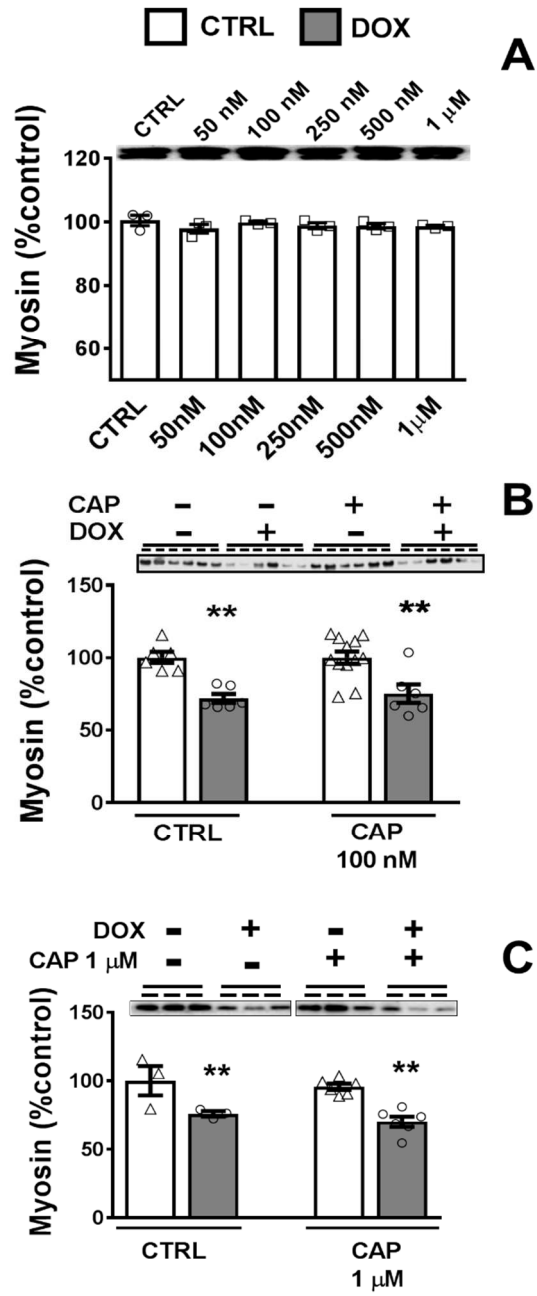 CTRL DOX
A
CTRL 50 nM 100 nM 250 nM 500 nM 1 μM
120
100
80
60
Myosin (%control)
CTRL 50nM 100nM 250nM 500nM 1μM
B
CAP - - + +
DOX - + - +
150
100
50
0
Myosin (%control)
** **
CTRL CAP
100 nM
C
DOX - + - +
CAP 1 μM - - + +
150
100
50
0
Myosin (%control)
** **
CTRL CAP
1 μM